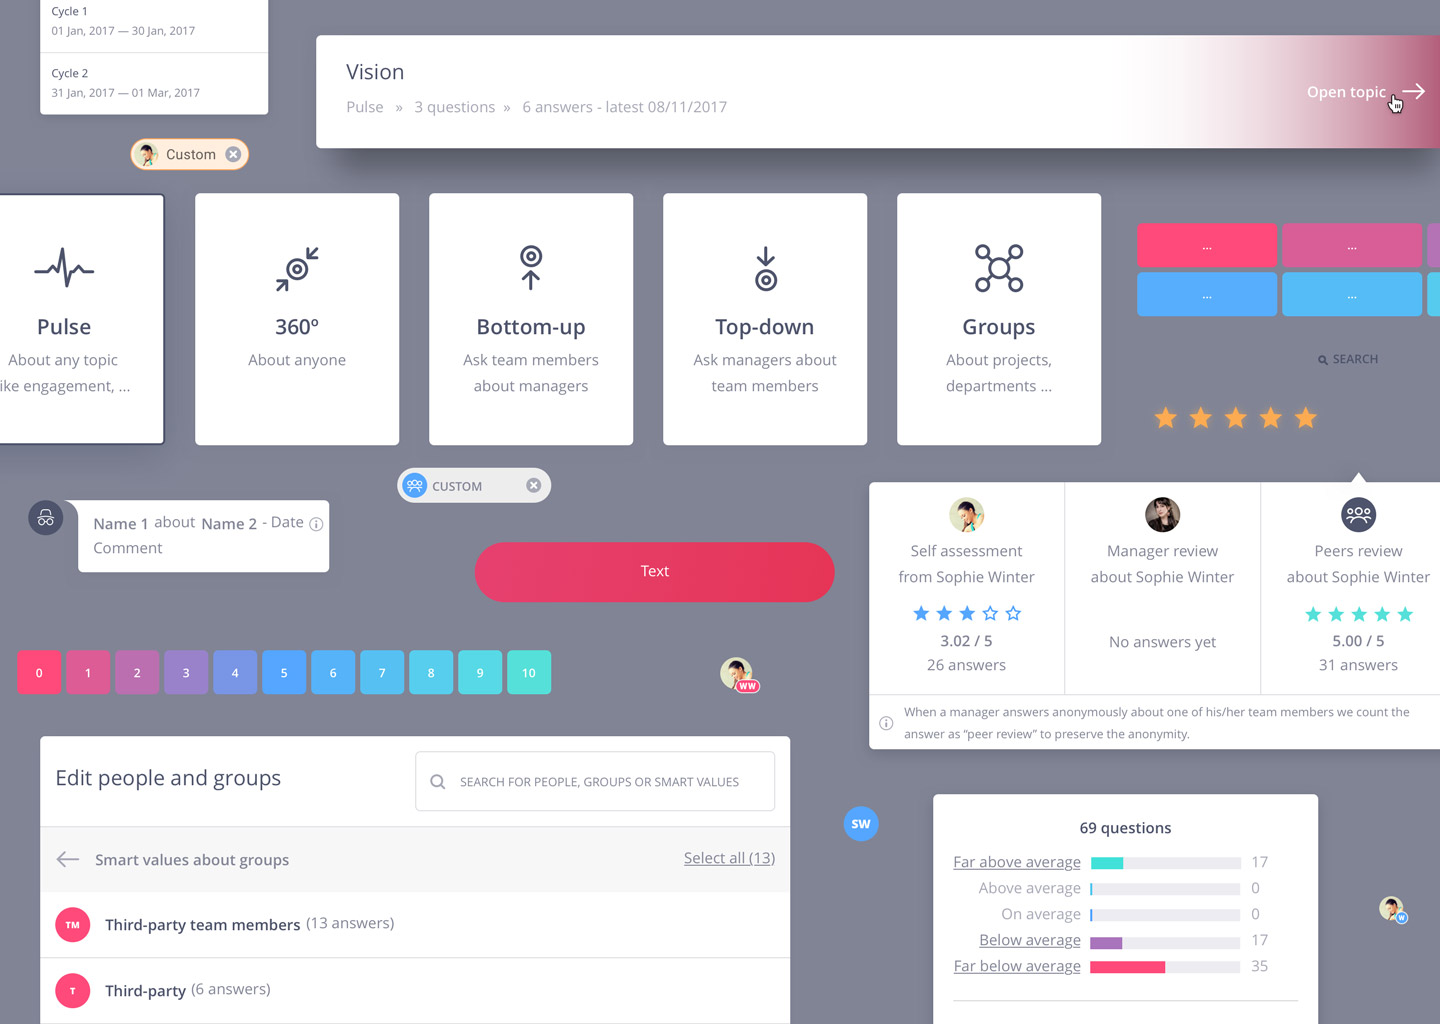 Cycle 1
01 Jan, 2017 — 30 Jan, 2017
Cycle 2
31 Jan, 2017 — 01 Mar, 2017
Custom
Vision
Pulse » 3 questions » 6 answers - latest 08/11/2017
Open topic
Pulse
About any topic
ike engagement, ...
360º
About anyone
Bottom-up
Ask team members
about managers
Top-down
Ask managers about
team members
Groups
About projects,
departments ...
...
...
...
...
SEARCH
CUSTOM
Name 1 about Name 2 - Date
Comment
Text
Self assessment
from Sophie Winter
3.02 / 5
26 answers
Manager review
about Sophie Winter
No answers yet
Peers review
about Sophie Winter
5.00 / 5
31 answers
When a manager answers anonymously about one of his/her team members we count the
answer as “peer review” to preserve the anonymity.
0 1 2 3 4 5 6 7 8 9 10
WW
Edit people and groups
SEARCH FOR PEOPLE, GROUPS OR SMART VALUES
Smart values about groups
Select all (13)
TM
Third-party team members (13 answers)
T
Third-party (6 answers)
SW
69 questions
Far above average 17
Above average 0
On average 0
Below average 17
Far below average 35
W